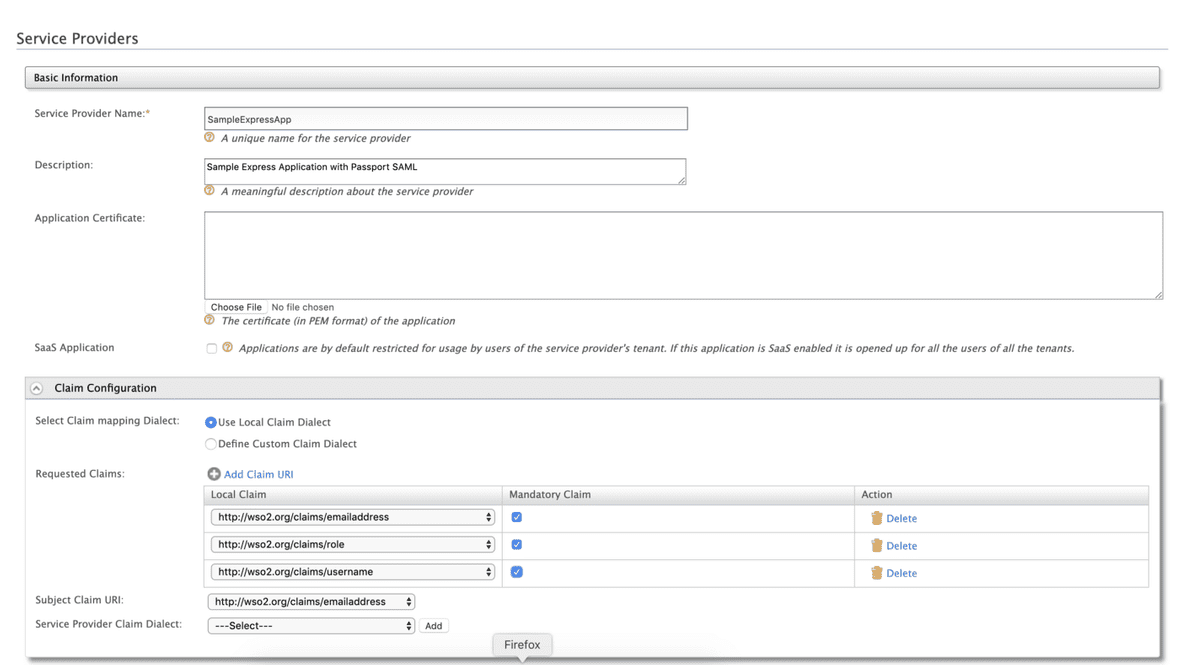 Service Providers
Basic Information
Service Provider Name:*
SampleExpressApp
A unique name for the service provider
Description:
Sample Express Application with Passport SAML
A meaningful description about the service provider
Application Certificate:
Choose File No file chosen
The certificate (in PEM format) of the application
SaaS Application
Applications are by default restricted for usage by users of the service provider's tenant. If this application is SaaS enabled it is opened up for all the users of all the tenants.
Claim Configuration
Select Claim mapping Dialect:
Use Local Claim Dialect
Define Custom Claim Dialect
Requested Claims:
Add Claim URI
Local Claim Mandatory Claim Action
http://wso2.org/claims/emailaddress Delete
http://wso2.org/claims/role Delete
http://wso2.org/claims/username Delete
Subject Claim URI: http://wso2.org/claims/emailaddress
Service Provider Claim Dialect: ---Select--- Add
Firefox